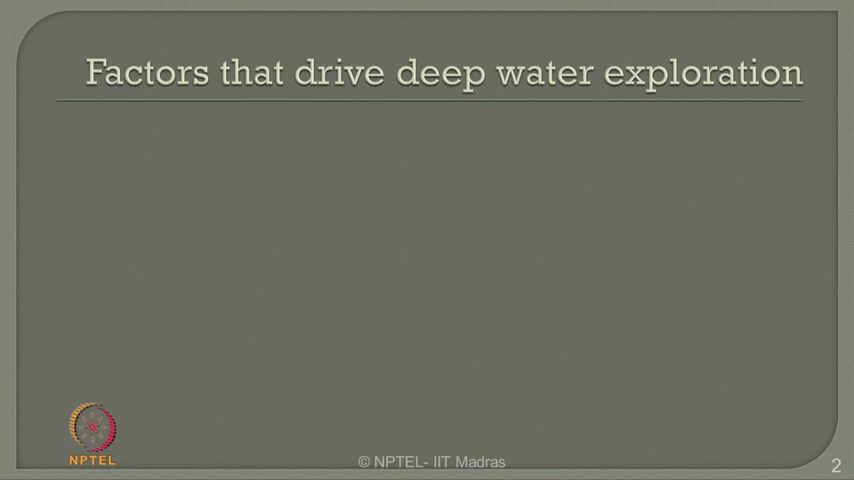 Factors that drive deep water exploration
NPTEL
© NPTEL- IIT Madras
2